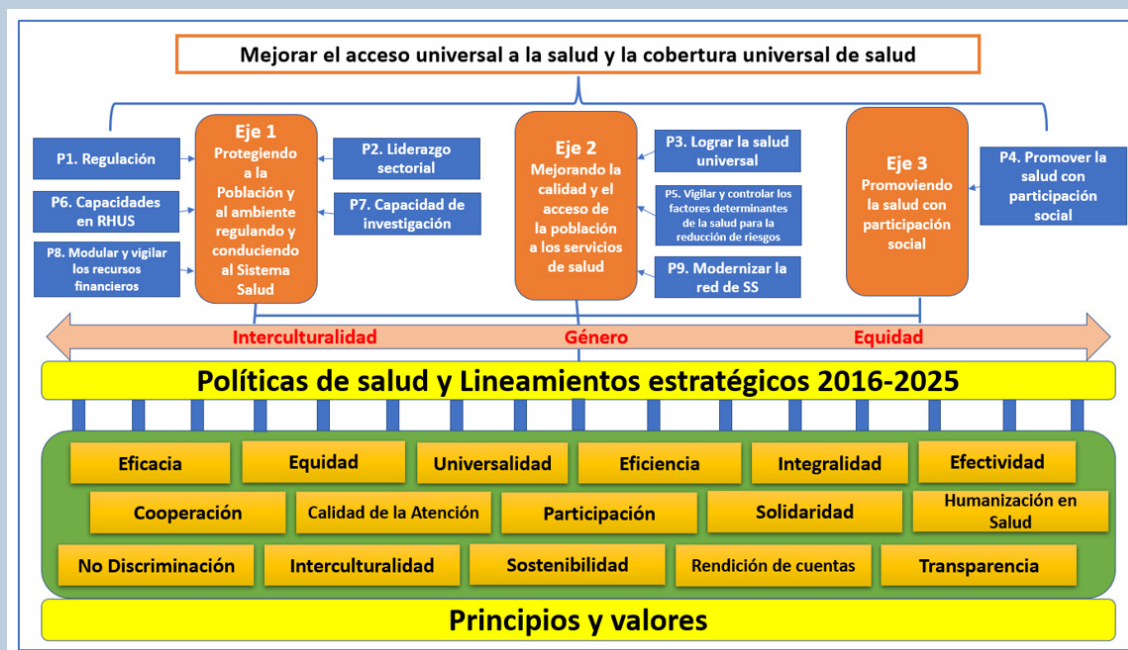 Mejorar el acceso universal a la salud y la cobertura universal de salud
P1. Regulación
P6. Capacidades
en RHUS
P8. Modular y vigilar
los recursos
financieros
Eje 1
Protegiendo
a la
Población y
al ambiente
regulando y
conduciendo
al Sistema
Salud
P2. Liderazgo
sectorial
P7. Capacidad de
investigación
Eje 2
Mejorando la
calidad y el
acceso de
la población
a los servicios
de salud
P3. Lograr la salud
universal
P5. Vigilar y controlar los
factores determinantes
de la salud para la
reducción de riesgos
P9. Modernizar la
red de SS
Eje 3
Promoviendo
la salud con
participación
social
P4. Promover la
salud con
participación
social
Interculturalidad
Género
Equidad
Políticas de salud y Lineamientos estratégicos 2016-2025
Eficacia
Equidad
Universalidad
Eficiencia
Integralidad
Efectividad
Cooperación
Calidad de la Atención
Participación
Solidaridad
Humanización en
Salud
No Discriminación
Interculturalidad
Sostenibilidad
Rendición de cuentas
Transparencia
Principios y valores